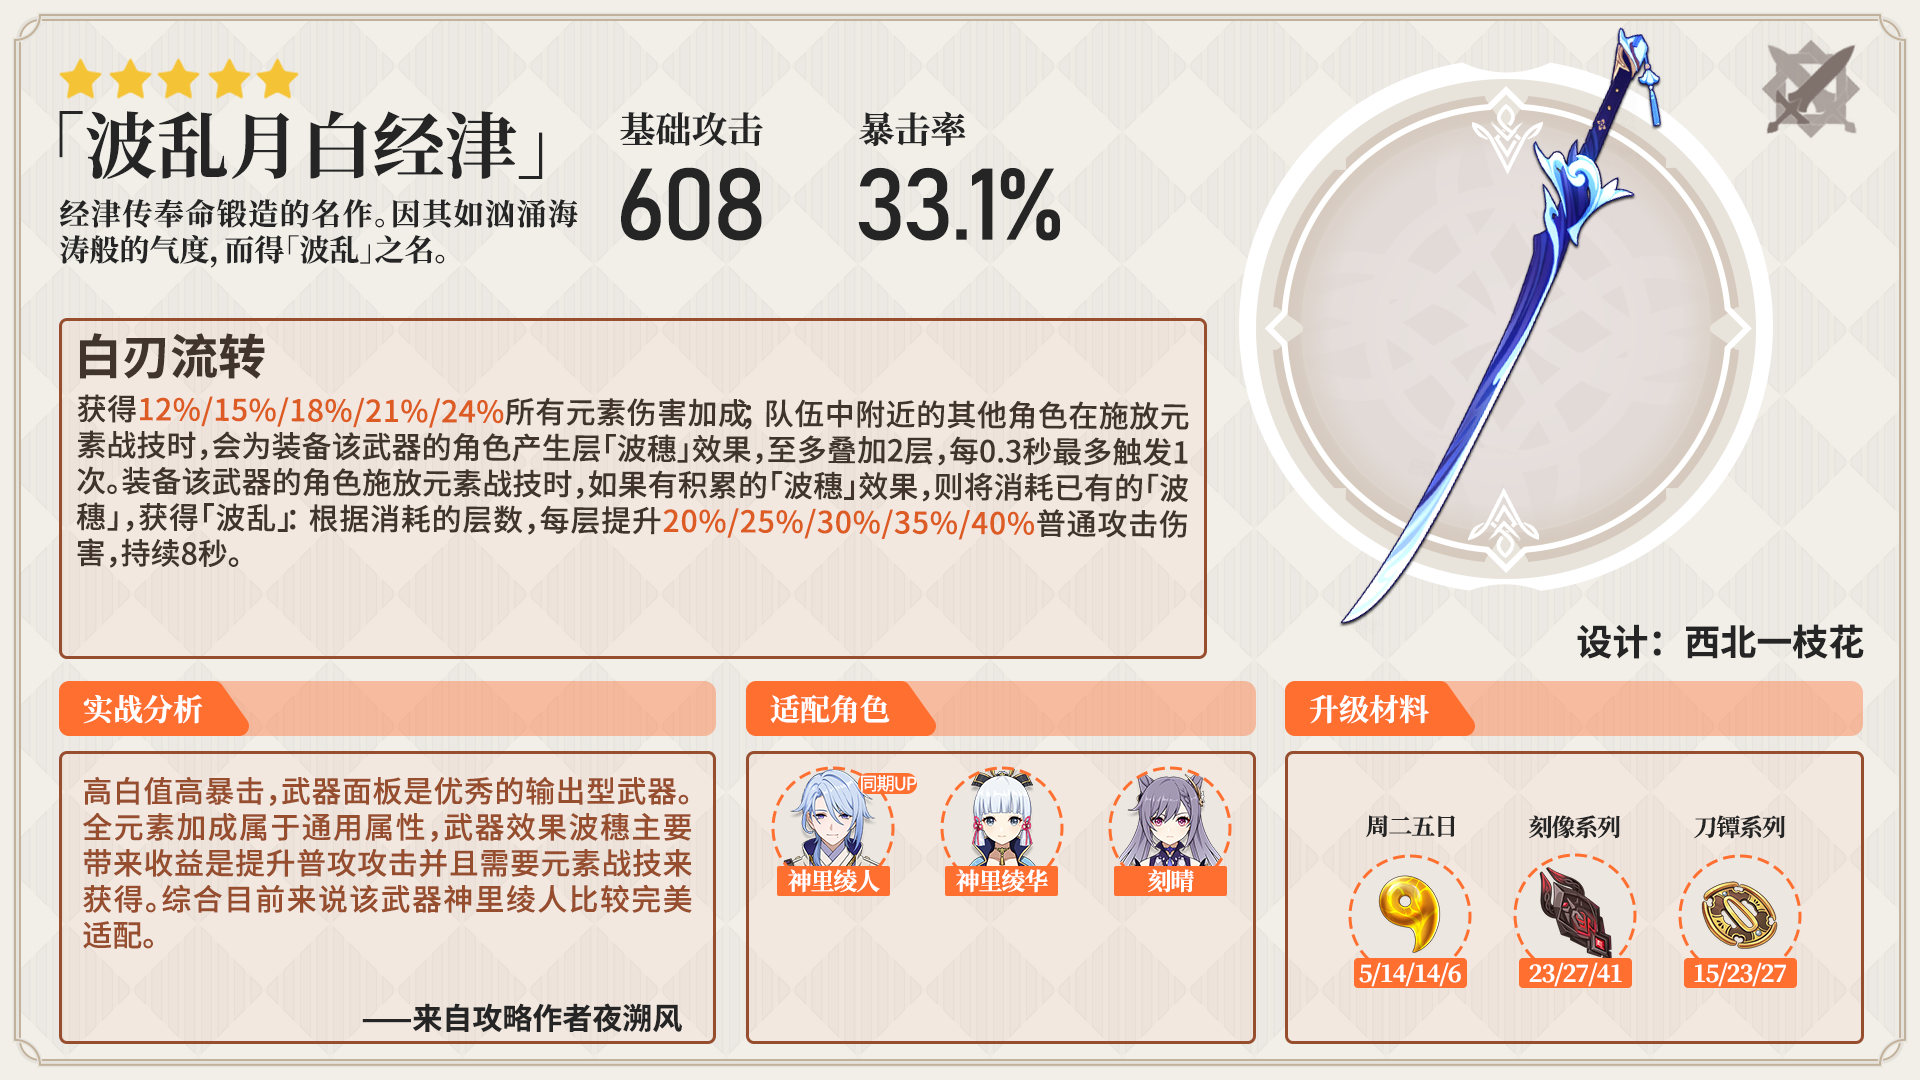 「波乱月白经津」
经津传奉命锻造的名作。因其如汹涌海
涛般的气度，而得「波乱」之名。
基础攻击
608
暴击率
33.1%
白刃流转
获得12%/15%/18%/21%/24%所有元素伤害加成；队伍中附近的其他角色在施放元
素战技时，会为装备该武器的角色产生层「波穗」效果，至多叠加2层，每0.3秒最多触发1
次。装备该武器的角色施放元素战技时，如果有积累的「波穗」效果，则将消耗已有的「波
穗」，获得「波乱」：根据消耗的层数，每层提升20%/25%/30%/35%/40%普通攻击伤
害，持续8秒。
设计：西北一枝花
实战分析
高白值高暴击，武器面板是优秀的输出型武器。
全元素加成属于通用属性，武器效果波穗主要
带来收益是提升普攻攻击并且需要元素战技来
获得。综合目前来说该武器神里绫人比较完美
适配。
——来自攻略作者夜溯风
适配角色
同期UP
神里绫人
神里绫华
刻晴
升级材料
周二五日
刻像系列
刀镡系列
5/14/14/6
23/27/41
15/23/27